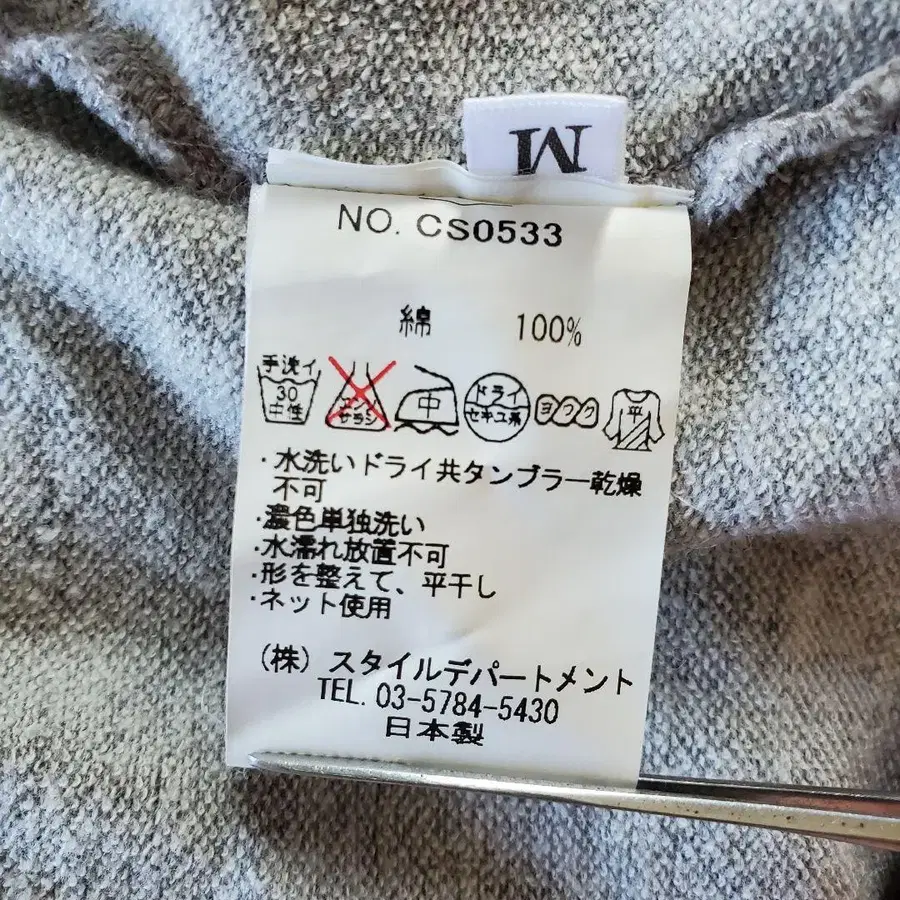 M
NO. CS0533
綿 100%
手洗イ
30
中性
エンソ
サラシ
中
ドライ
セキユ系
ヨワク
平
・水洗いドライ共タンブラー乾燥
不可
・濃色単独洗い
・水濡れ放置不可
・形を整えて、平干し
・ネット使用
(株) スタイルデパートメント
TEL. 03-5784-5430
日本製